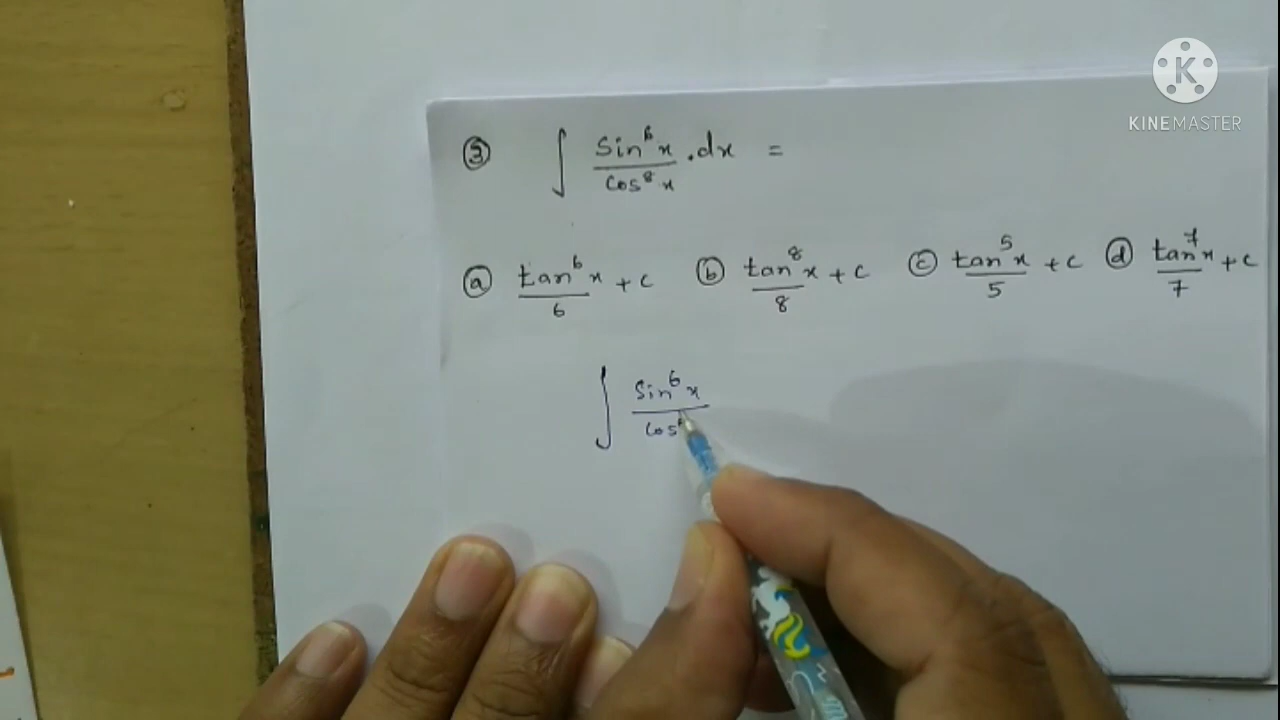 K
KINEMASTER
③ ∫ Sin⁶x / Cos⁸x . dx =
ⓐ tan⁶x / 6 + c ⓑ tan⁸x / 8 + c ⓒ tan⁵x / 5 + c ⓓ tan⁷x / 7 + c
∫ Sin⁶x / Cos